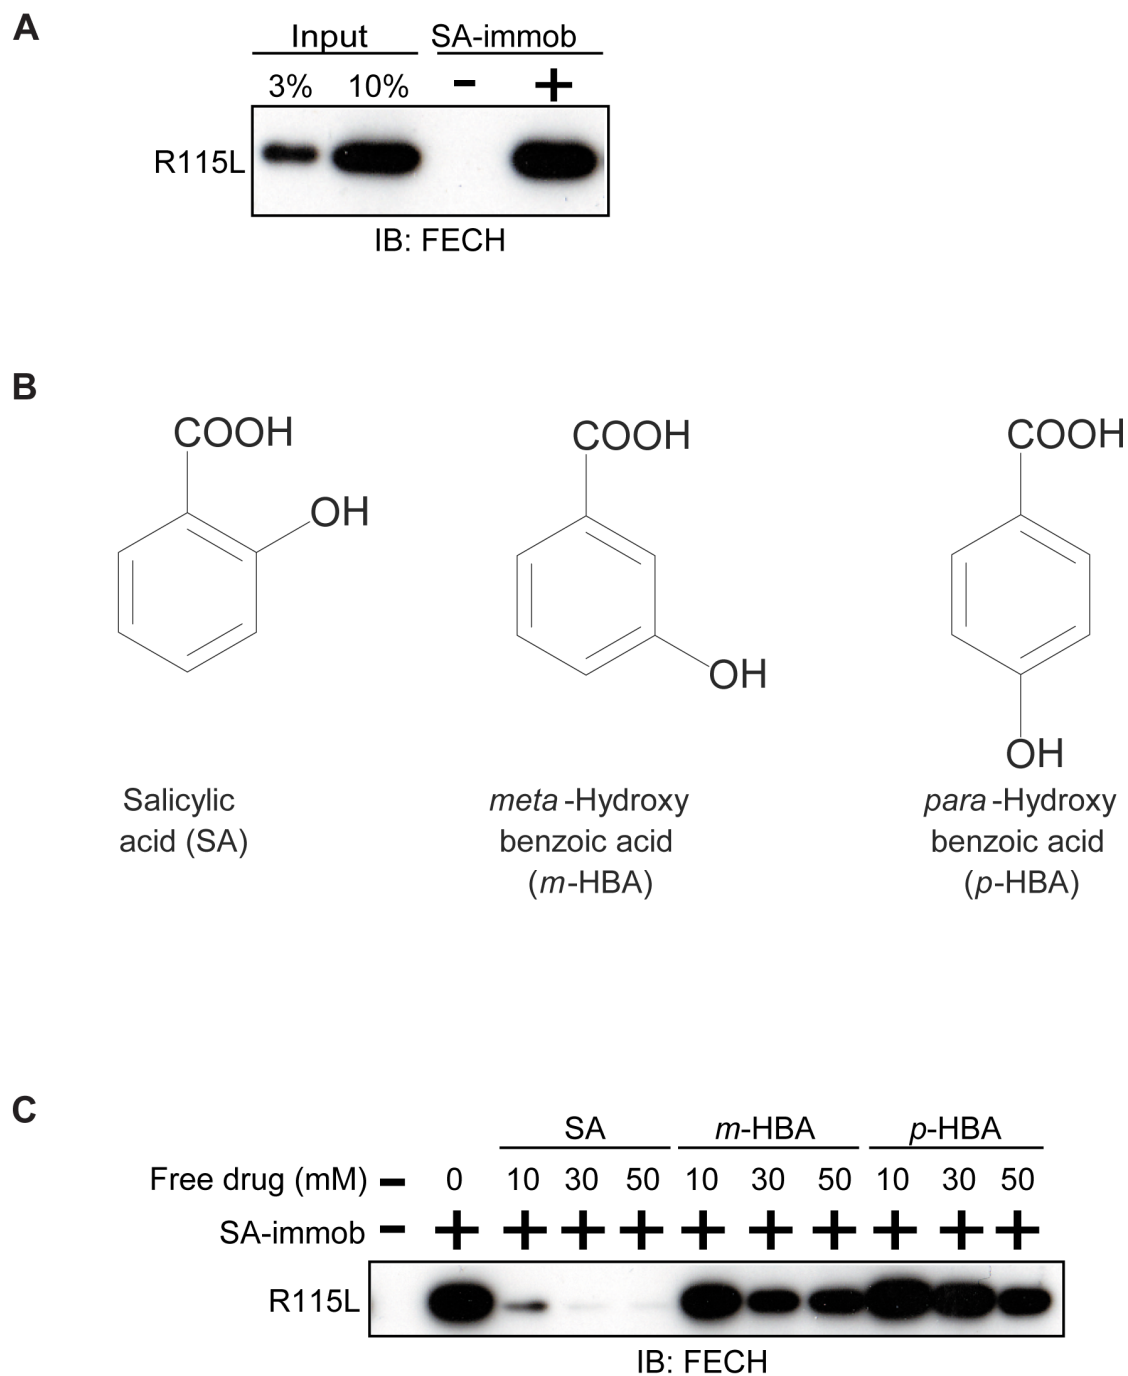 A
Input SA-immob
3% 10% - +
R115L
IB: FECH
B
COOH COOH COOH
OH
OH
OH
Salicylic
acid (SA)
meta-Hydroxy
benzoic acid
(m-HBA)
para-Hydroxy
benzoic acid
(p-HBA)
C
SA m-HBA p-HBA
Free drug (mM) - 0 10 30 50 10 30 50 10 30 50
SA-immob - + + + + + + + + + +
R115L
IB: FECH